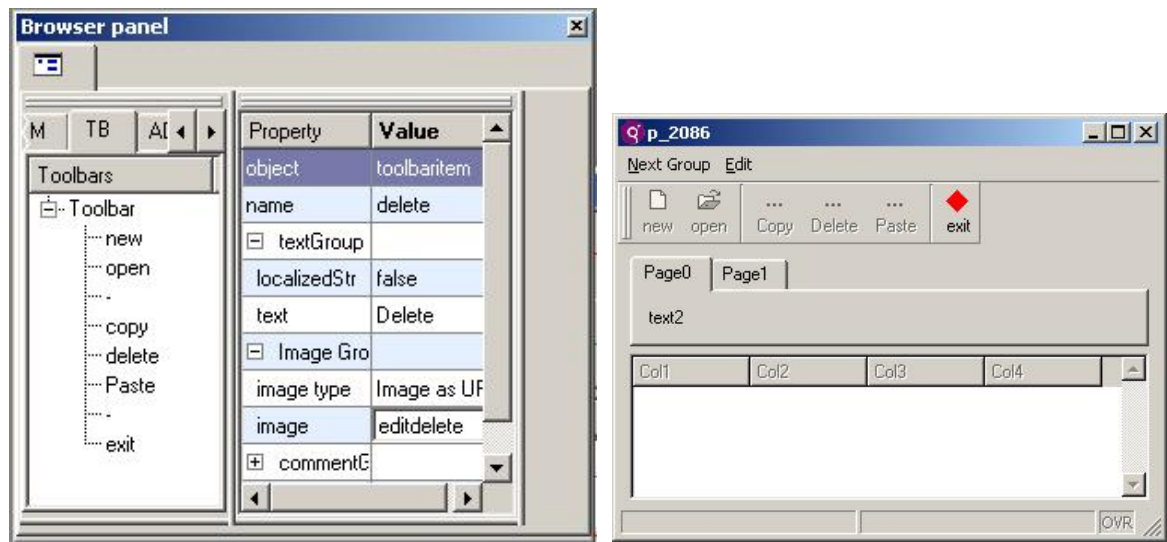 Browser panel
M TB AD
Toolbars
Toolbar
new
open
-
copy
delete
Paste
-
exit
Property Value
object toolbaritem
name delete
textGroup
localizedStr false
text Delete
Image Gro
image type Image as UR
image editdelete
commentG
p_2086
Next Group Edit
new open ... Copy ... Delete ... Paste exit
Page0 Page1
text2
Col1 Col2 Col3 Col4
OVR